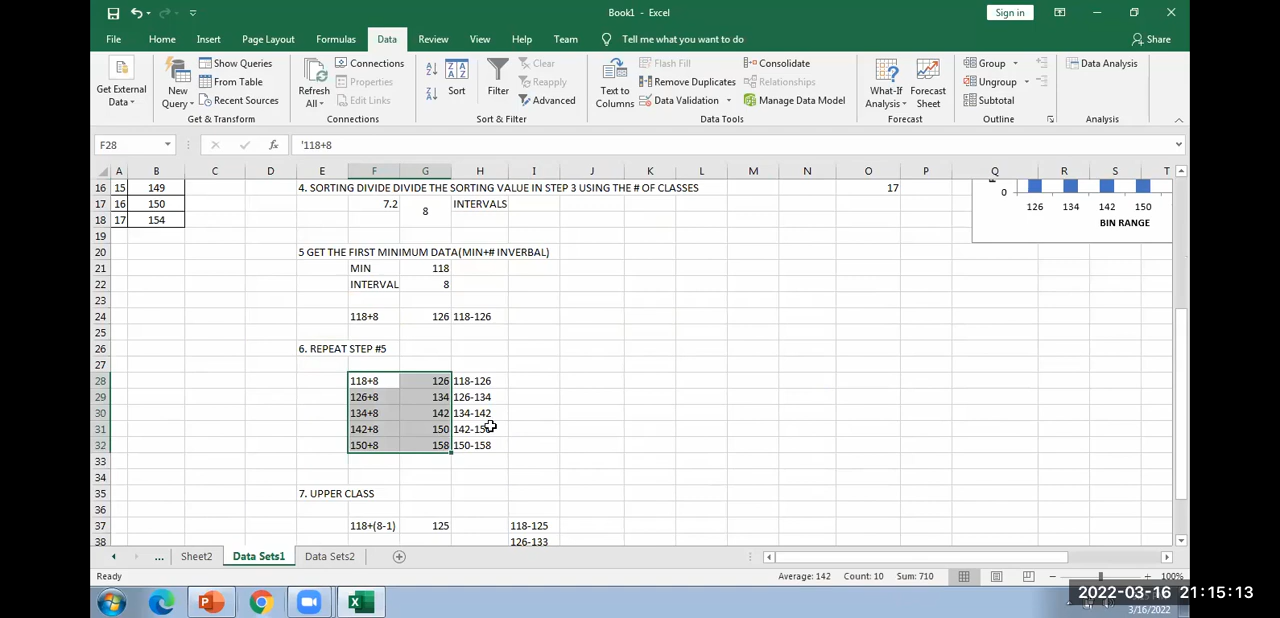 Book1 - Excel
Sign in
File Home Insert Page Layout Formulas Data Review View Help Team Tell me what you want to do Share
Get External Data
New Query
Show Queries
From Table
Recent Sources
Get & Transform
Refresh All
Connections
Properties
Edit Links
Connections
Sort
Filter
Clear
Reapply
Advanced
Sort & Filter
Text to Columns
Flash Fill
Remove Duplicates
Data Validation
Consolidate
Relationships
Manage Data Model
Data Tools
What-If Analysis
Forecast Sheet
Forecast
Group
Ungroup
Subtotal
Outline
Data Analysis
Analysis
F28 fx '118+8
A B C D E F G H I J K L M N O P Q R S T
16 15 149 4. SORTING DIVIDE DIVIDE THE SORTING VALUE IN STEP 3 USING THE # OF CLASSES 17
17 16 150 7.2 8 INTERVALS
18 17 154
19
20 5 GET THE FIRST MINIMUM DATA(MIN+# INVERBAL)
21 MIN 118
22 INTERVAL 8
23
24 118+8 126 118-126
25
26 6. REPEAT STEP #5
27
28 118+8 126 118-126
29 126+8 134 126-134
30 134+8 142 134-142
31 142+8 150 142-150
32 150+8 158 150-158
33
34
35 7. UPPER CLASS
36
37 118+(8-1) 125 118-125
38 126-133
0
126 134 142 150
BIN RANGE
... Sheet2 Data Sets1 Data Sets2
Ready Average: 142 Count: 10 Sum: 710 100%
2022-03-16 21:15:13
3/16/2022